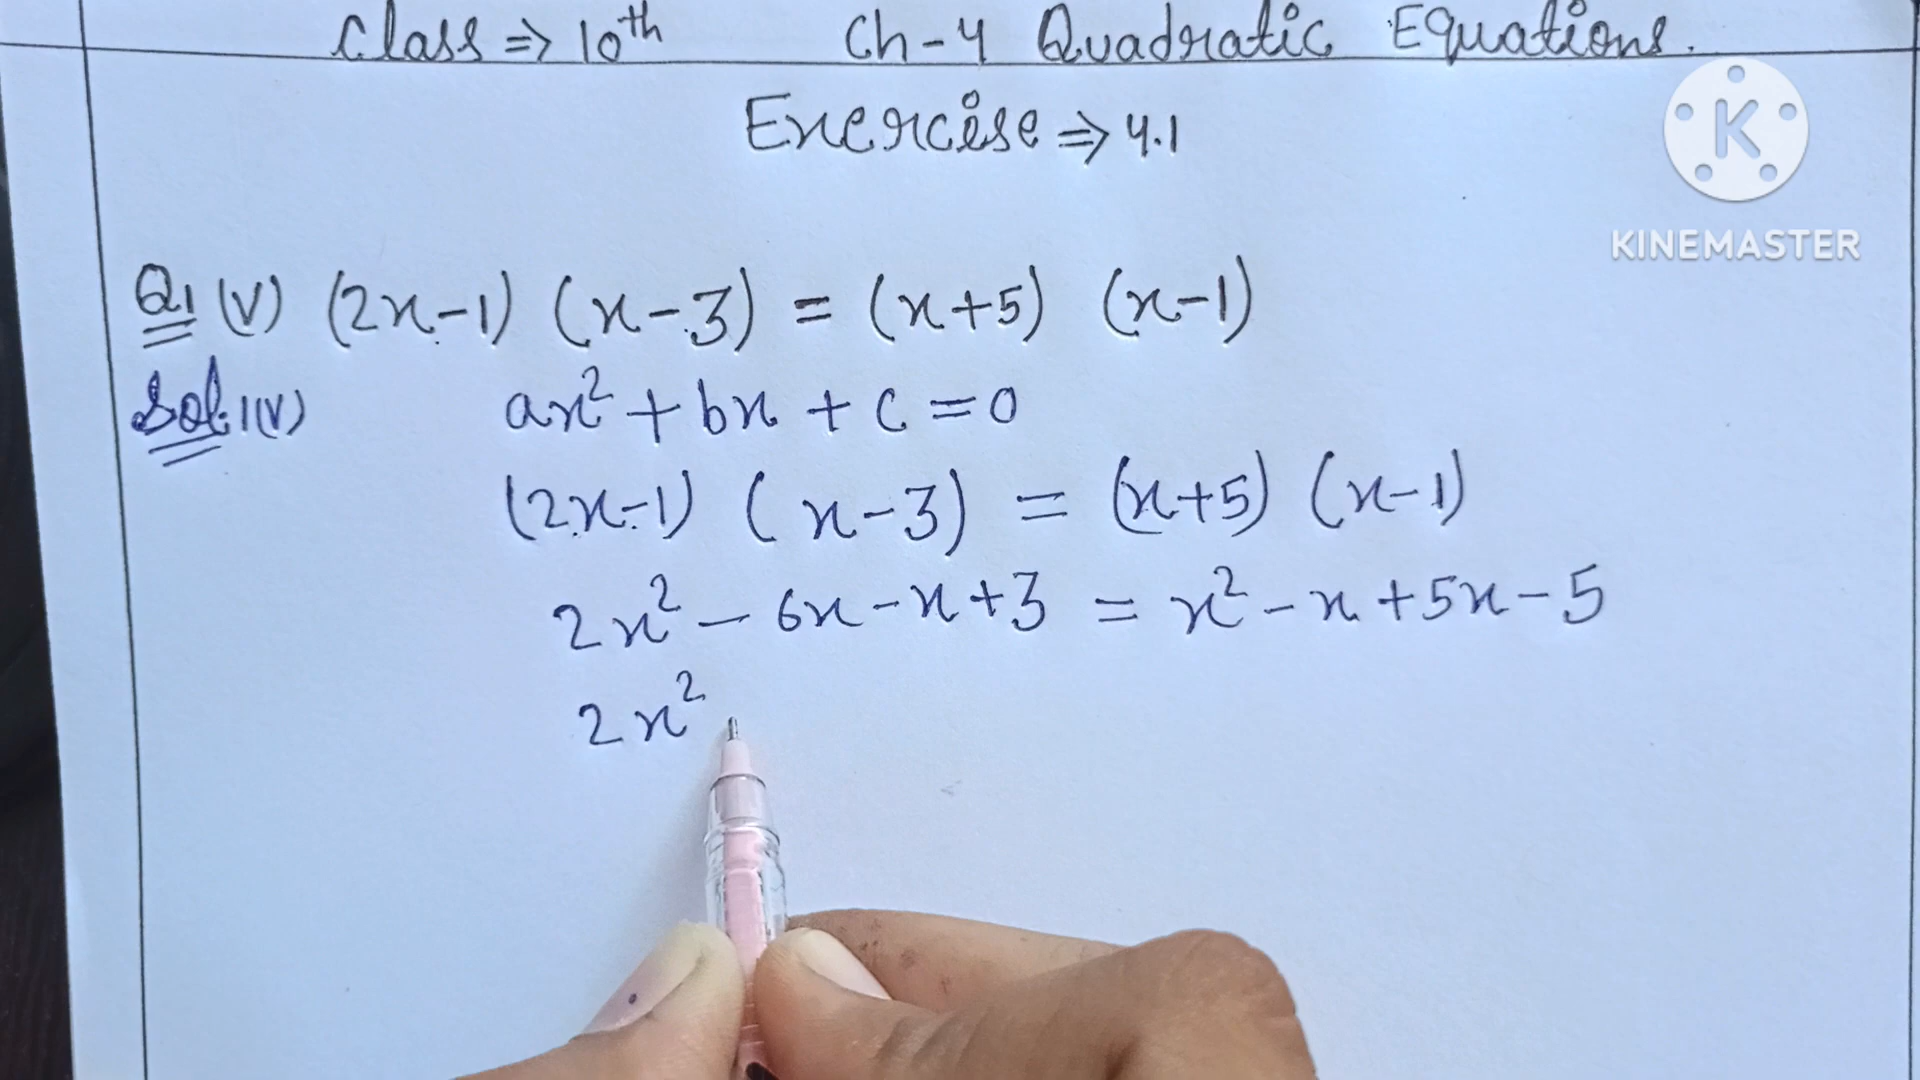 Class ⇒ 10th Ch-4 Quadratic Equations.
Exercise ⇒ 4.1
K
KINEMASTER
Q1 (V) (2x-1) (x-3) = (x+5) (x-1)
Sol. 1(V) ax² + bx + c = 0
(2x-1) (x-3) = (x+5) (x-1)
2x² - 6x - x + 3 = x² - x + 5x - 5
2x²